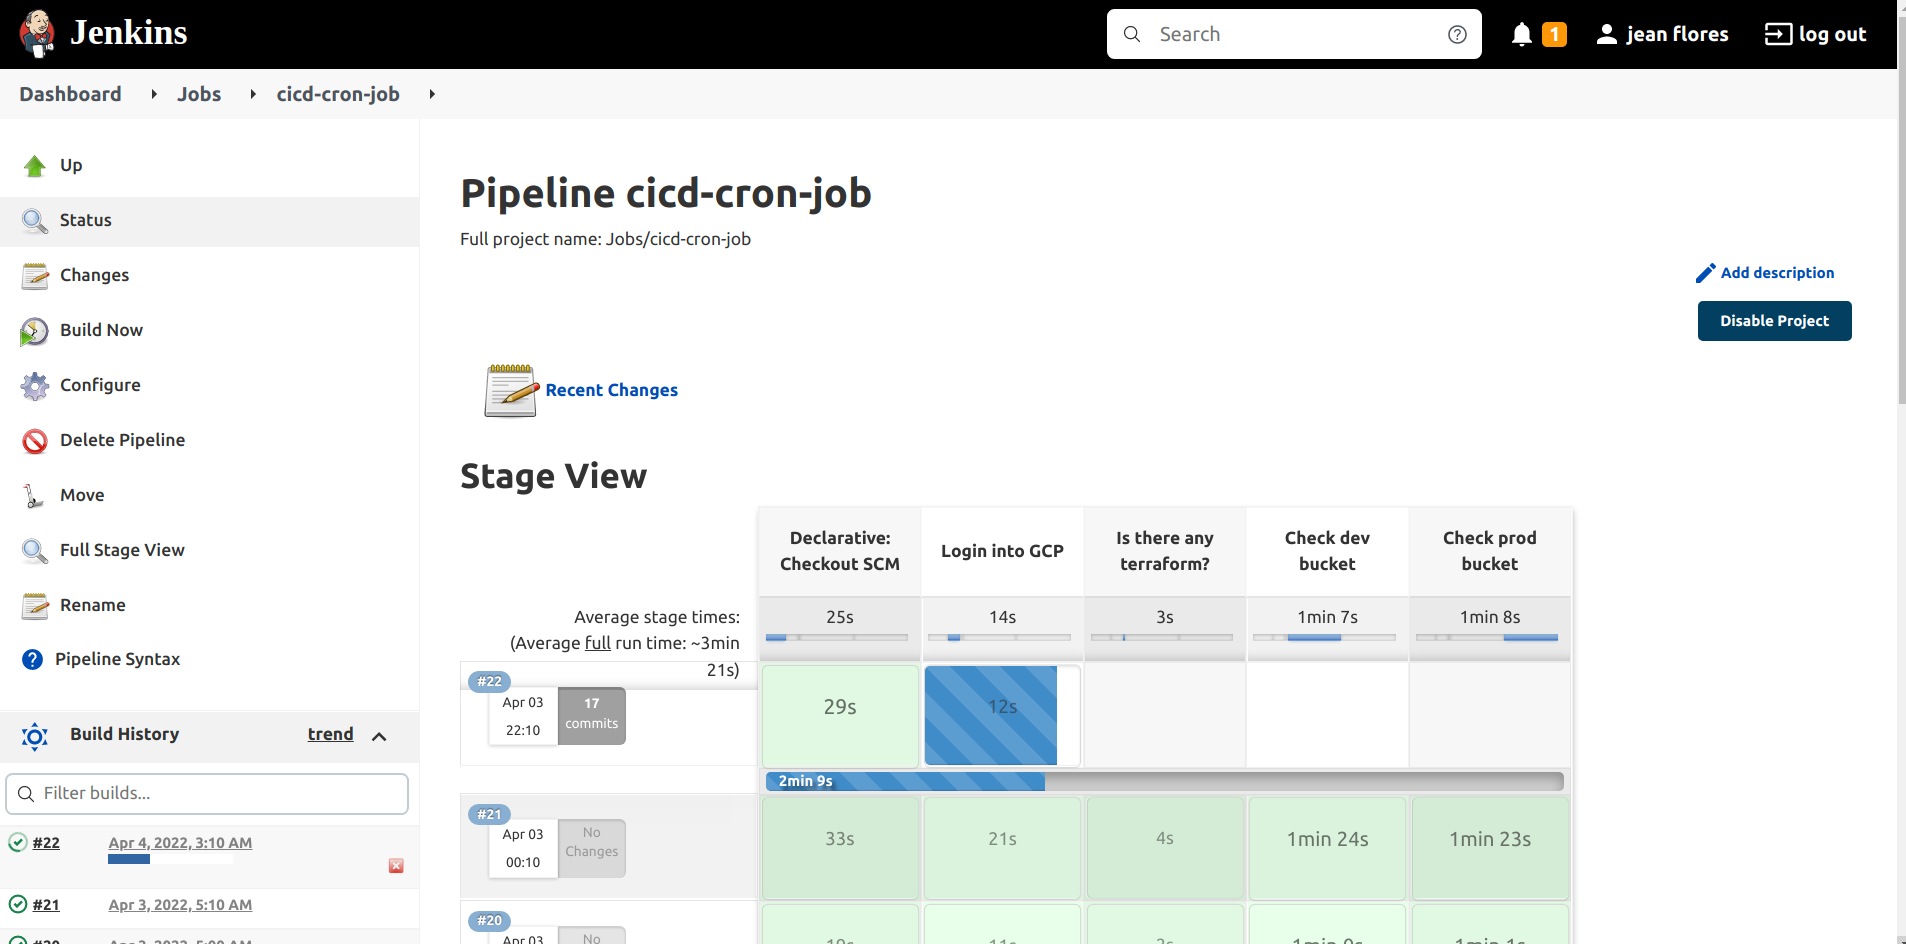 Jenkins
Search
1
jean flores
log out
Dashboard
Jobs
cicd-cron-job
Up
Status
Changes
Build Now
Configure
Delete Pipeline
Move
Full Stage View
Rename
Pipeline Syntax
Build History
trend
Filter builds...
#22
Apr 4, 2022, 3:10 AM
#21
Apr 3, 2022, 5:10 AM
Pipeline cicd-cron-job
Full project name: Jobs/cicd-cron-job
Add description
Disable Project
Recent Changes
Stage View
Declarative:
Checkout SCM
Login into GCP
Is there any
terraform?
Check dev
bucket
Check prod
bucket
Average stage times:
(Average full run time: ~3min
21s)
25s
14s
3s
1min 7s
1min 8s
#22
Apr 03
22:10
17
commits
29s
12s
2min 9s
#21
Apr 03
00:10
No
Changes
33s
21s
4s
1min 24s
1min 23s
#20
Apr 03
No